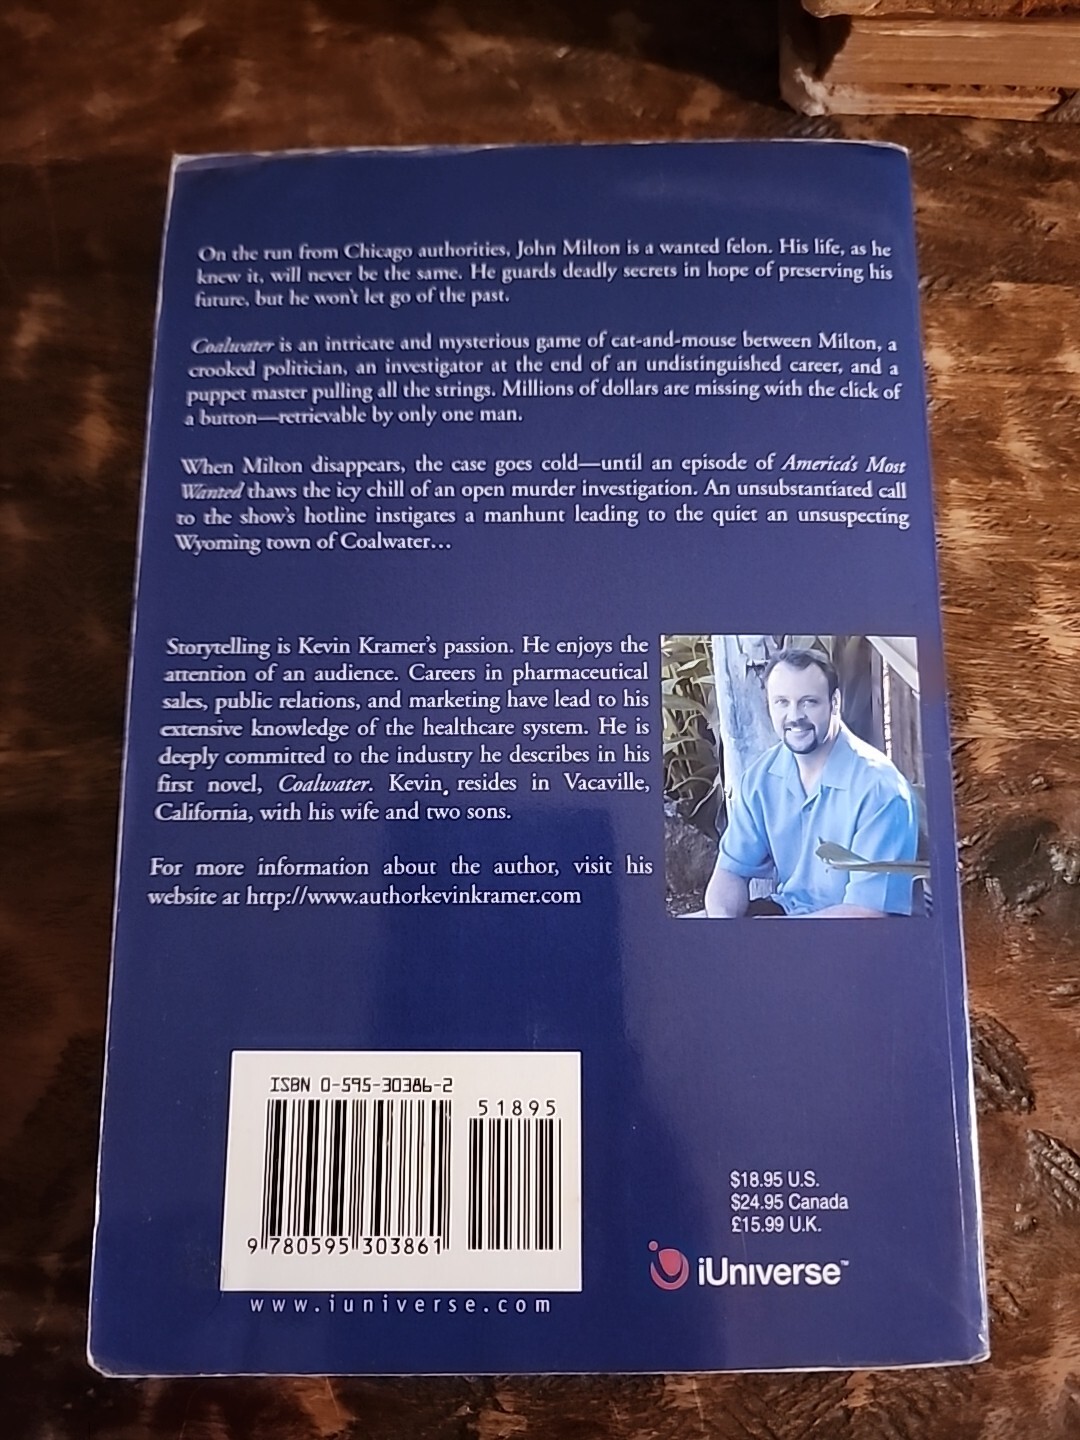 On the run from Chicago authorities, John Milton is a wanted felon. His life, as he
knew it, will never be the same. He guards deadly secrets in hope of preserving his
future, but he won't let go of the past.
Coalwater is an intricate and mysterious game of cat-and-mouse between Milton, a
crooked politician, an investigator at the end of an undistinguished career, and a
puppet master pulling all the strings. Millions of dollars are missing with the click of
a button—retrievable by only one man.
When Milton disappears, the case goes cold—until an episode of America's Most
Wanted thaws the icy chill of an open murder investigation. An unsubstantiated call
to the show's hotline instigates a manhunt leading to the quiet an unsuspecting
Wyoming town of Coalwater…
Storytelling is Kevin Kramer's passion. He enjoys the
attention of an audience. Careers in pharmaceutical
sales, public relations, and marketing have lead to his
extensive knowledge of the healthcare system. He is
deeply committed to the industry he describes in his
first novel, Coalwater. Kevin, resides in Vacaville,
California, with his wife and two sons.
For more information about the author, visit his
website at http://www.authorkevinkramer.com
ISBN 0-595-30386-2
51895
9 780595 303861
www.iuniverse.com
$18.95 U.S.
$24.95 Canada
£15.99 U.K.
iUniverse™